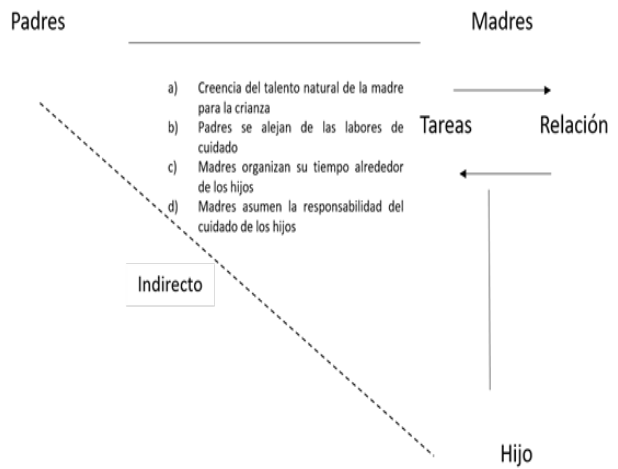 Padres
Madres
a) Creencia del talento natural de la madre
para la crianza
b) Padres se alejan de las labores de
cuidado
c) Madres organizan su tiempo alrededor
de los hijos
d) Madres asumen la responsabilidad del
cuidado de los hijos
Tareas
Relación
Indirecto
Hijo